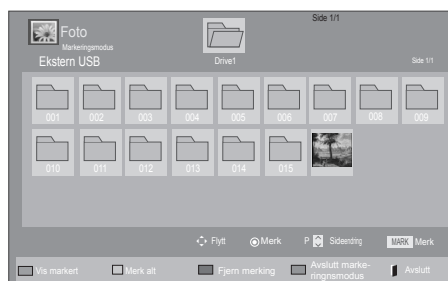 Foto
Side 1/1
Markeringsmodus
Ekstern USB
Drive1
Side 1/1
001 002 003 004 005 006 007 008 009
010 011 012 013 014 015
Flytt Merk P Sideendring MARK Merk
Vis markert Merk alt Fjern merking Avslutt marke-
ringnsmodus Avslutt